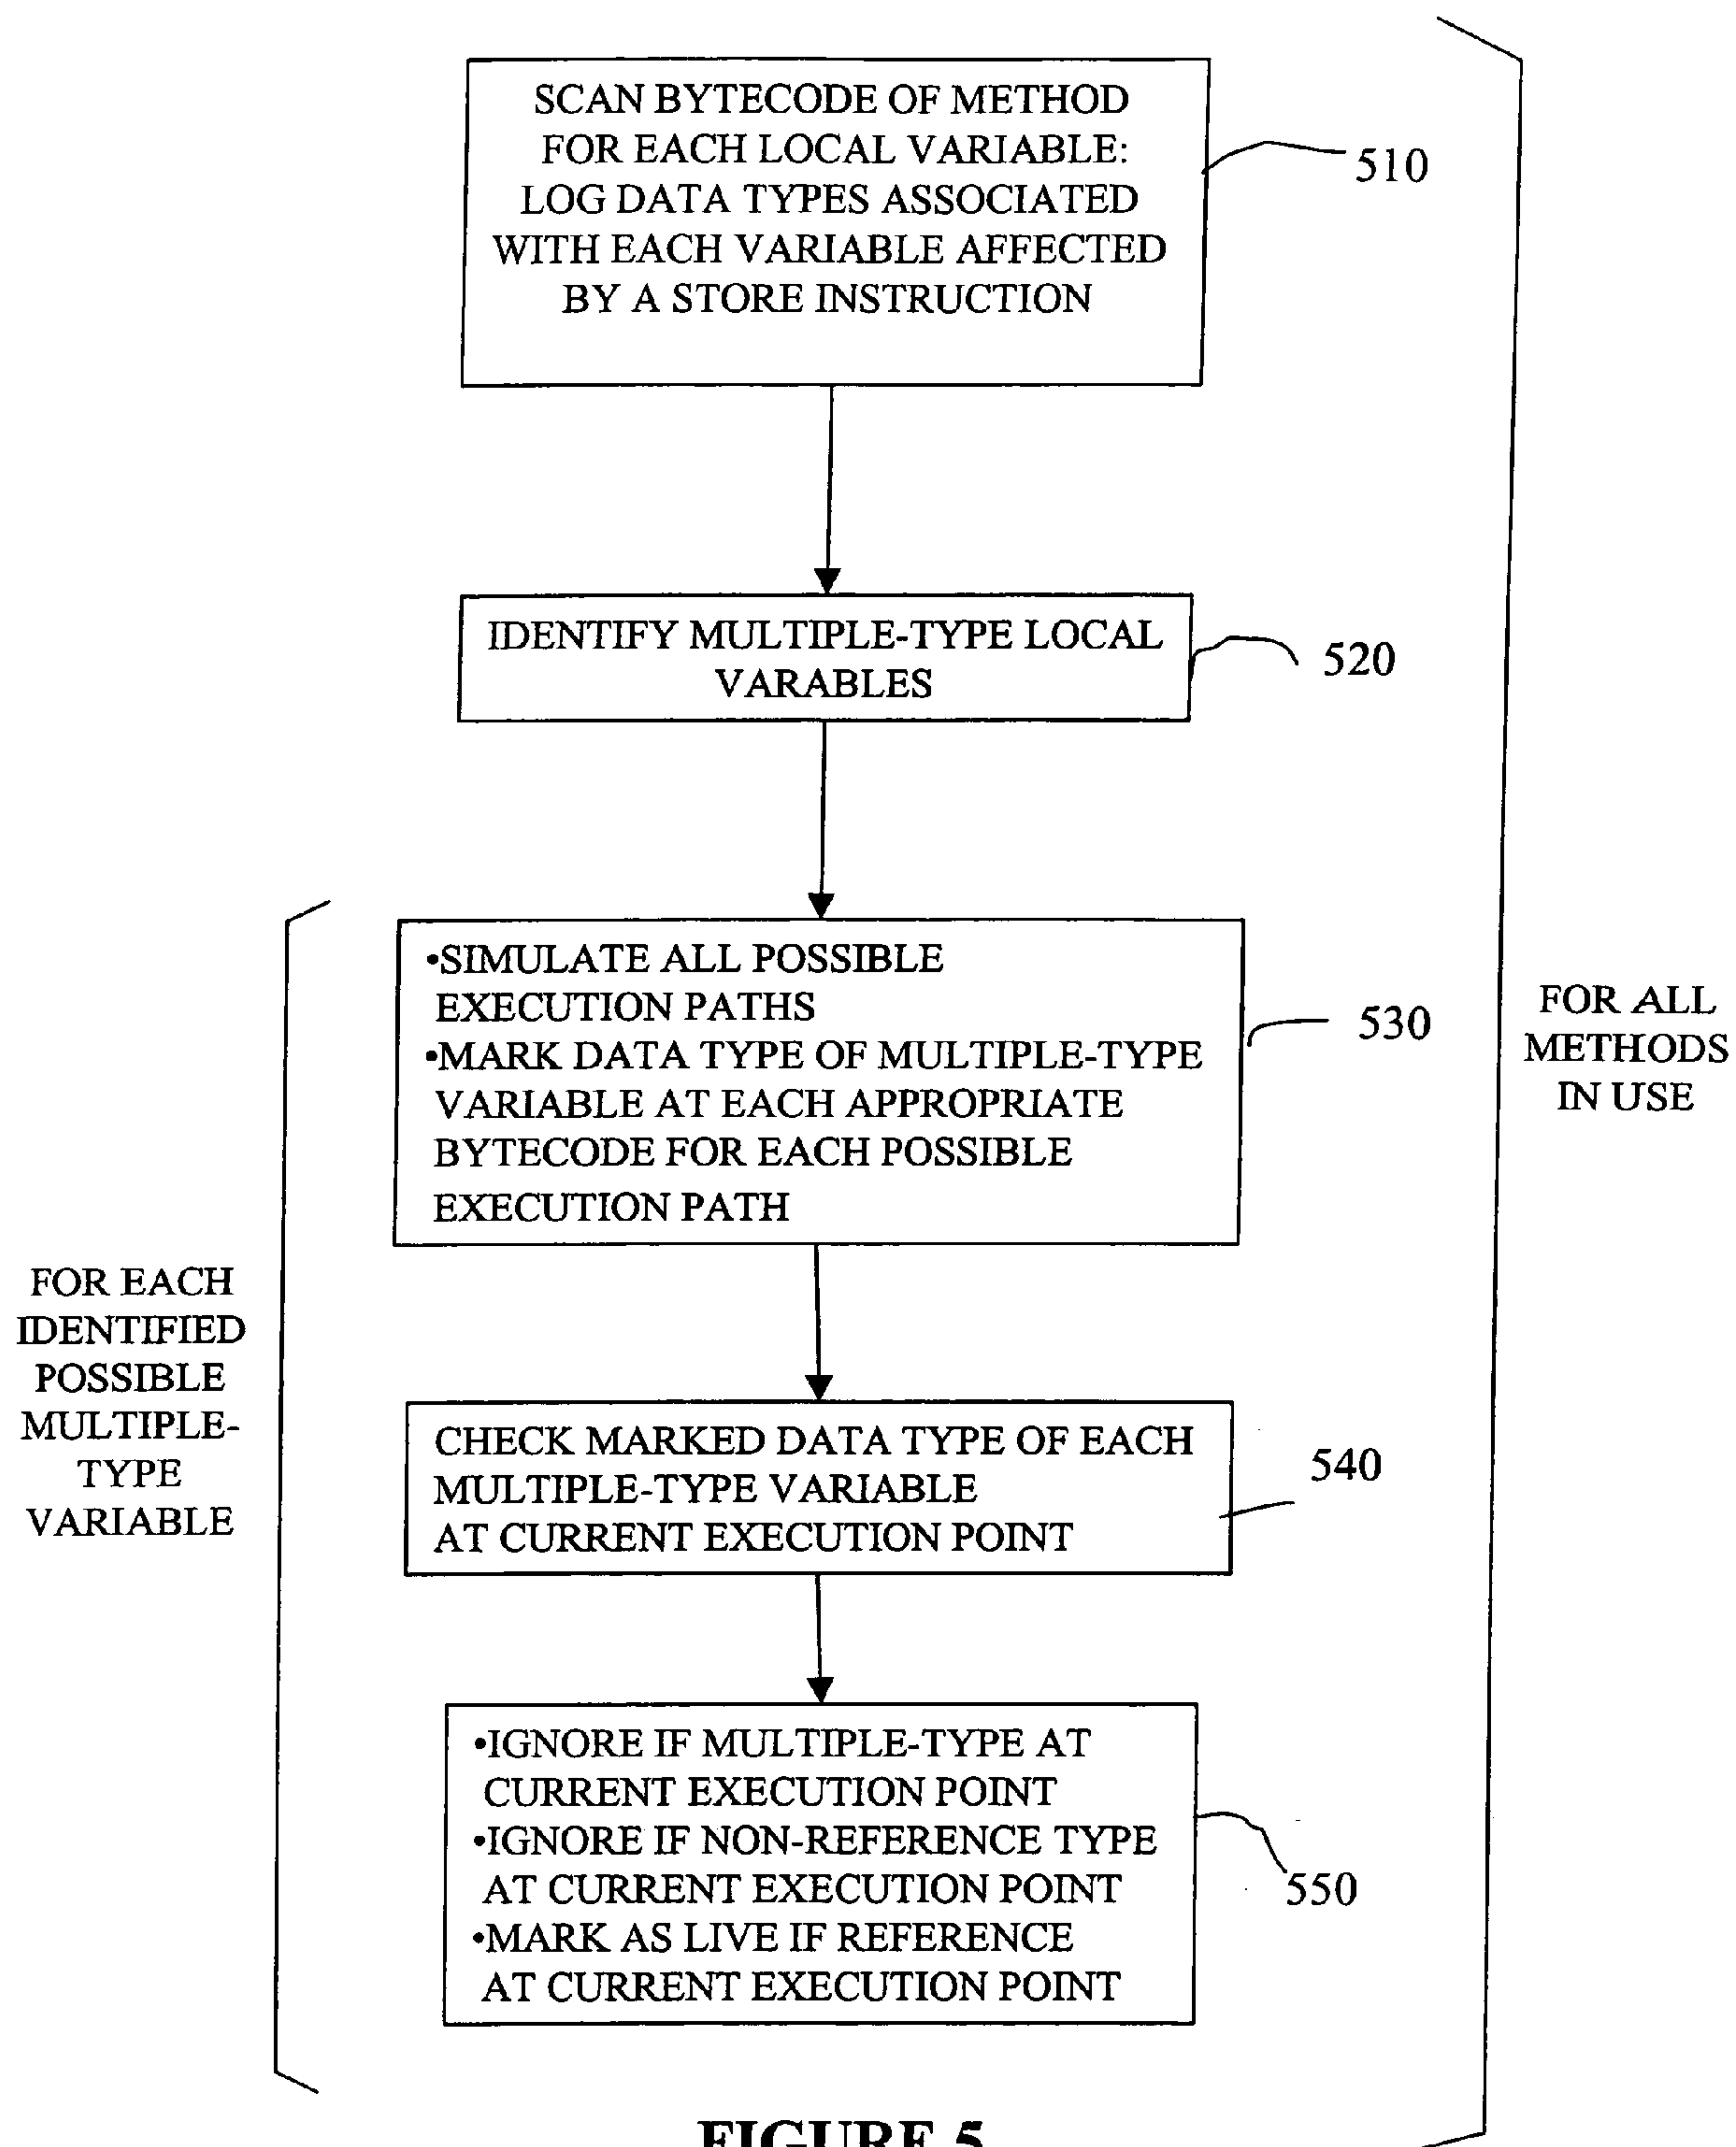 SCAN BYTECODE OF METHOD
FOR EACH LOCAL VARIABLE:
LOG DATA TYPES ASSOCIATED
WITH EACH VARIABLE AFFECTED
BY A STORE INSTRUCTION
510
IDENTIFY MULTIPLE-TYPE LOCAL
VARABLES
520
•SIMULATE ALL POSSIBLE
EXECUTION PATHS
•MARK DATA TYPE OF MULTIPLE-TYPE
VARIABLE AT EACH APPROPRIATE
BYTECODE FOR EACH POSSIBLE
EXECUTION PATH
530
FOR ALL
METHODS
IN USE
FOR EACH
IDENTIFIED
POSSIBLE
MULTIPLE-
TYPE
VARIABLE
CHECK MARKED DATA TYPE OF EACH
MULTIPLE-TYPE VARIABLE
AT CURRENT EXECUTION POINT
540
•IGNORE IF MULTIPLE-TYPE AT
CURRENT EXECUTION POINT
•IGNORE IF NON-REFERENCE TYPE
AT CURRENT EXECUTION POINT
•MARK AS LIVE IF REFERENCE
AT CURRENT EXECUTION POINT
550
FIGURE 5